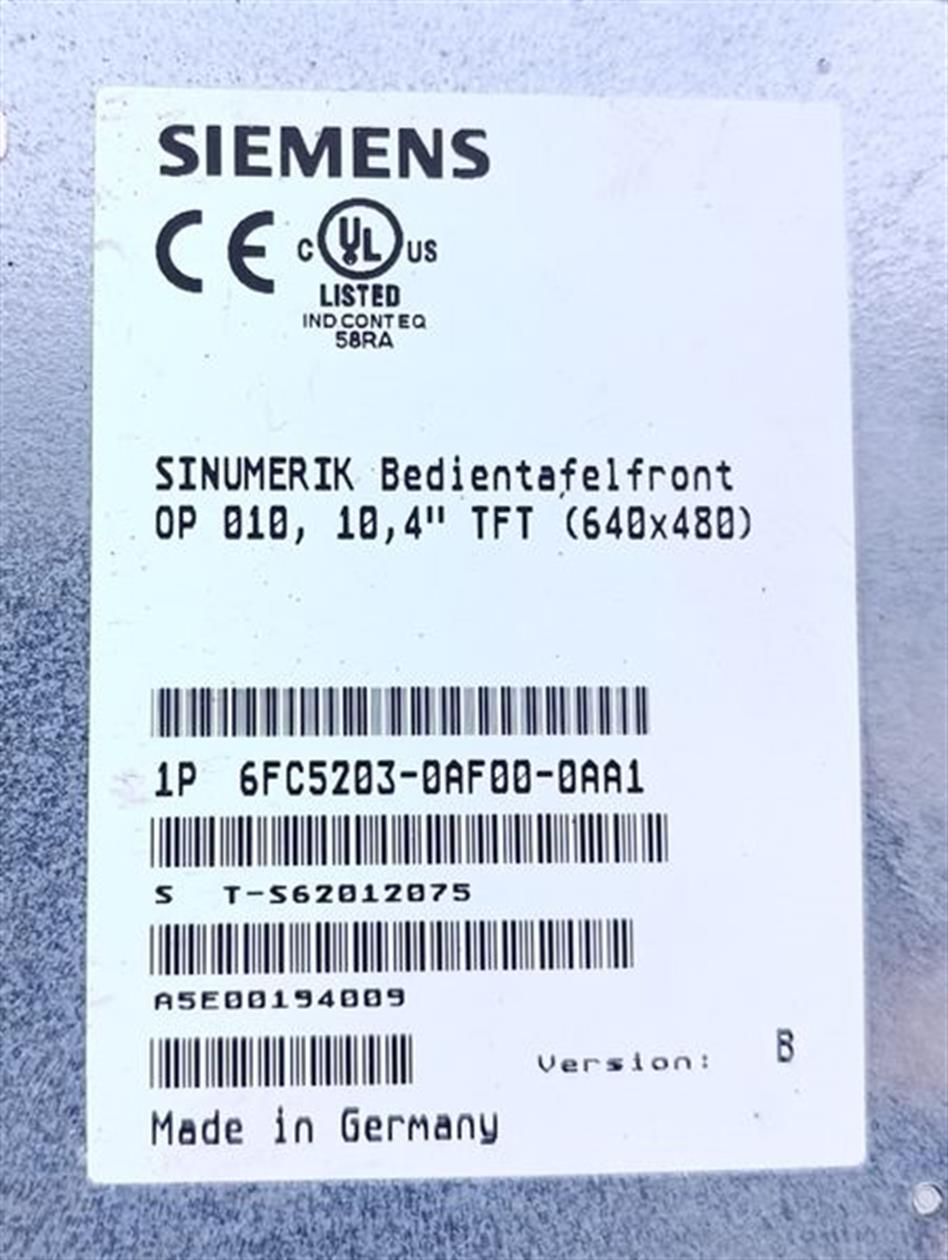 SIEMENS
CE
C UL US
LISTED
IND CONT EQ
58RA
SINUMERIK Bedientafelfront
OP 010, 10,4" TFT (640x480)
1P 6FC5203-0AF00-0AA1
S T-S62012075
A5E00194009
Version: B
Made in Germany